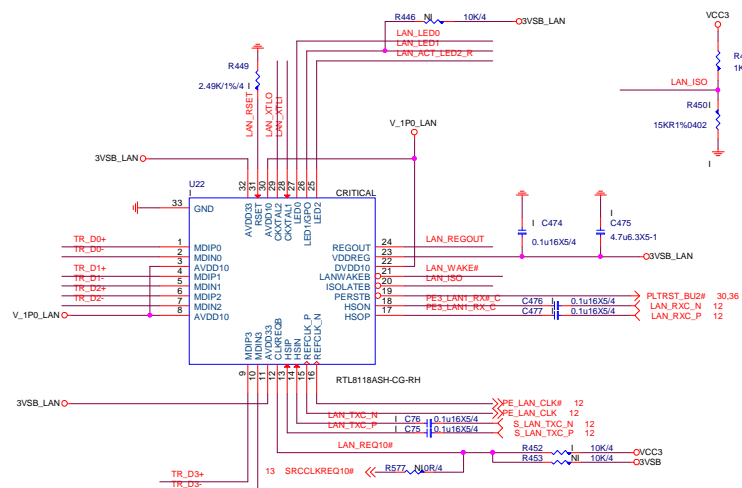 R446 NI 10K/4 3VSB_LAN
VCC3
LAN_LED0
LAN_LED1
LAN_ACT_LED2_R
R449
2.49K/1%/4 I
LAN_RSET
LAN_XTLO
LAN_XTLI
LAN_ISO
R4
1K
R450 I
15KR1%0402
I
V_1P0_LAN
3VSB_LAN
32 31 30 29 28 27 26 25
U22
I
CRITICAL
33 GND
AVDD33
RSET
AVDD10
CKXTAL2
CKXTAL1
LED0
LED1\GPO
LED2
I C474
0.1u16X5/4
I C475
4.7u6.3X5-1
TR_D0+ 1 MDIP0
TR_D0- 2 MDIN0
3 AVDD10
TR_D1+ 4 MDIP1
TR_D1- 5 MDIN1
TR_D2+ 6 MDIP2
TR_D2- 7 MDIN2
V_1P0_LAN 8 AVDD10
REGOUT 24 LAN_REGOUT
VDDREG 23 3VSB_LAN
DVDD10 22
LANWAKEB 21 LAN_WAKE#
ISOLATEB 20 LAN_ISO
PERSTB 19 PLTRST_BU2# 30,36
HSON 18 PE3_LAN1_RX#_C C476 I 0.1u16X5/4 LAN_RXC_N 12
HSOP 17 PE3_LAN1_RX_C C477 I 0.1u16X5/4 LAN_RXC_P 12
MDIP3
MDIN3
AVDD33
CLKREQB
HSIP
HSIN
REFCLK_P
REFCLK_N
9 10 11 12 13 14 15 16
RTL8118ASH-CG-RH
3VSB_LAN
PE_LAN_CLK# 12
PE_LAN_CLK 12
LAN_TXC_N I C76 0.1u16X5/4 S_LAN_TXC_N 12
LAN_TXC_P I C75 0.1u16X5/4 S_LAN_TXC_P 12
LAN_REQ10#
R452 I 10K/4 VCC3
R453 NI 10K/4 3VSB
TR_D3+
TR_D3-
13 SRCCLKREQ10# R577 NI 0R/4